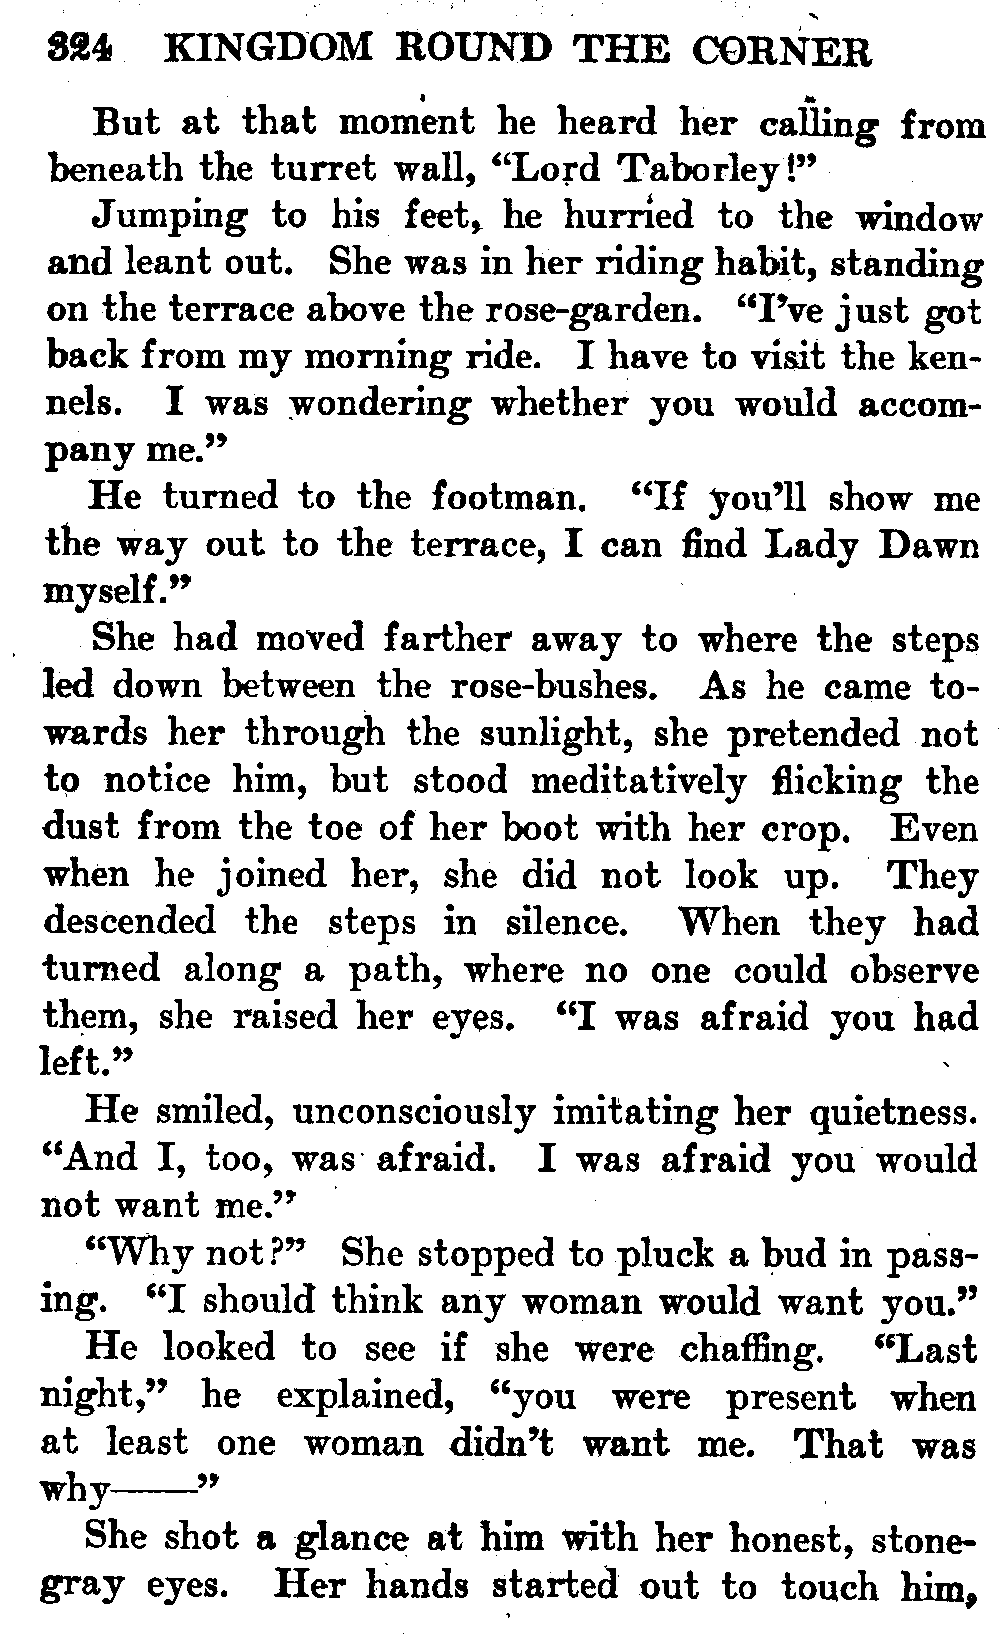 324 KINGDOM ROUND THE CORNER
But at that moment he heard her calling from
beneath the turret wall, “Lord Taborley!”
Jumping to his feet, he hurried to the window
and leant out. She was in her riding habit, standing
on the terrace above the rose-garden. “I’ve just got
back from my morning ride. I have to visit the ken-
nels. I was wondering whether you would accom-
pany me.”
He turned to the footman. “If you’ll show me
the way out to the terrace, I can find Lady Dawn
myself.”
She had moved farther away to where the steps
led down between the rose-bushes. As he came to-
wards her through the sunlight, she pretended not
to notice him, but stood meditatively flicking the
dust from the toe of her boot with her crop. Even
when he joined her, she did not look up. They
descended the steps in silence. When they had
turned along a path, where no one could observe
them, she raised her eyes. “I was afraid you had
left.”
He smiled, unconsciously imitating her quietness.
“And I, too, was afraid. I was afraid you would
not want me.”
“Why not?” She stopped to pluck a bud in pass-
ing. “I should think any woman would want you.”
He looked to see if she were chaffing. “Last
night,” he explained, “you were present when
at least one woman didn’t want me. That was
why——”
She shot a glance at him with her honest, stone-
gray eyes. Her hands started out to touch him,